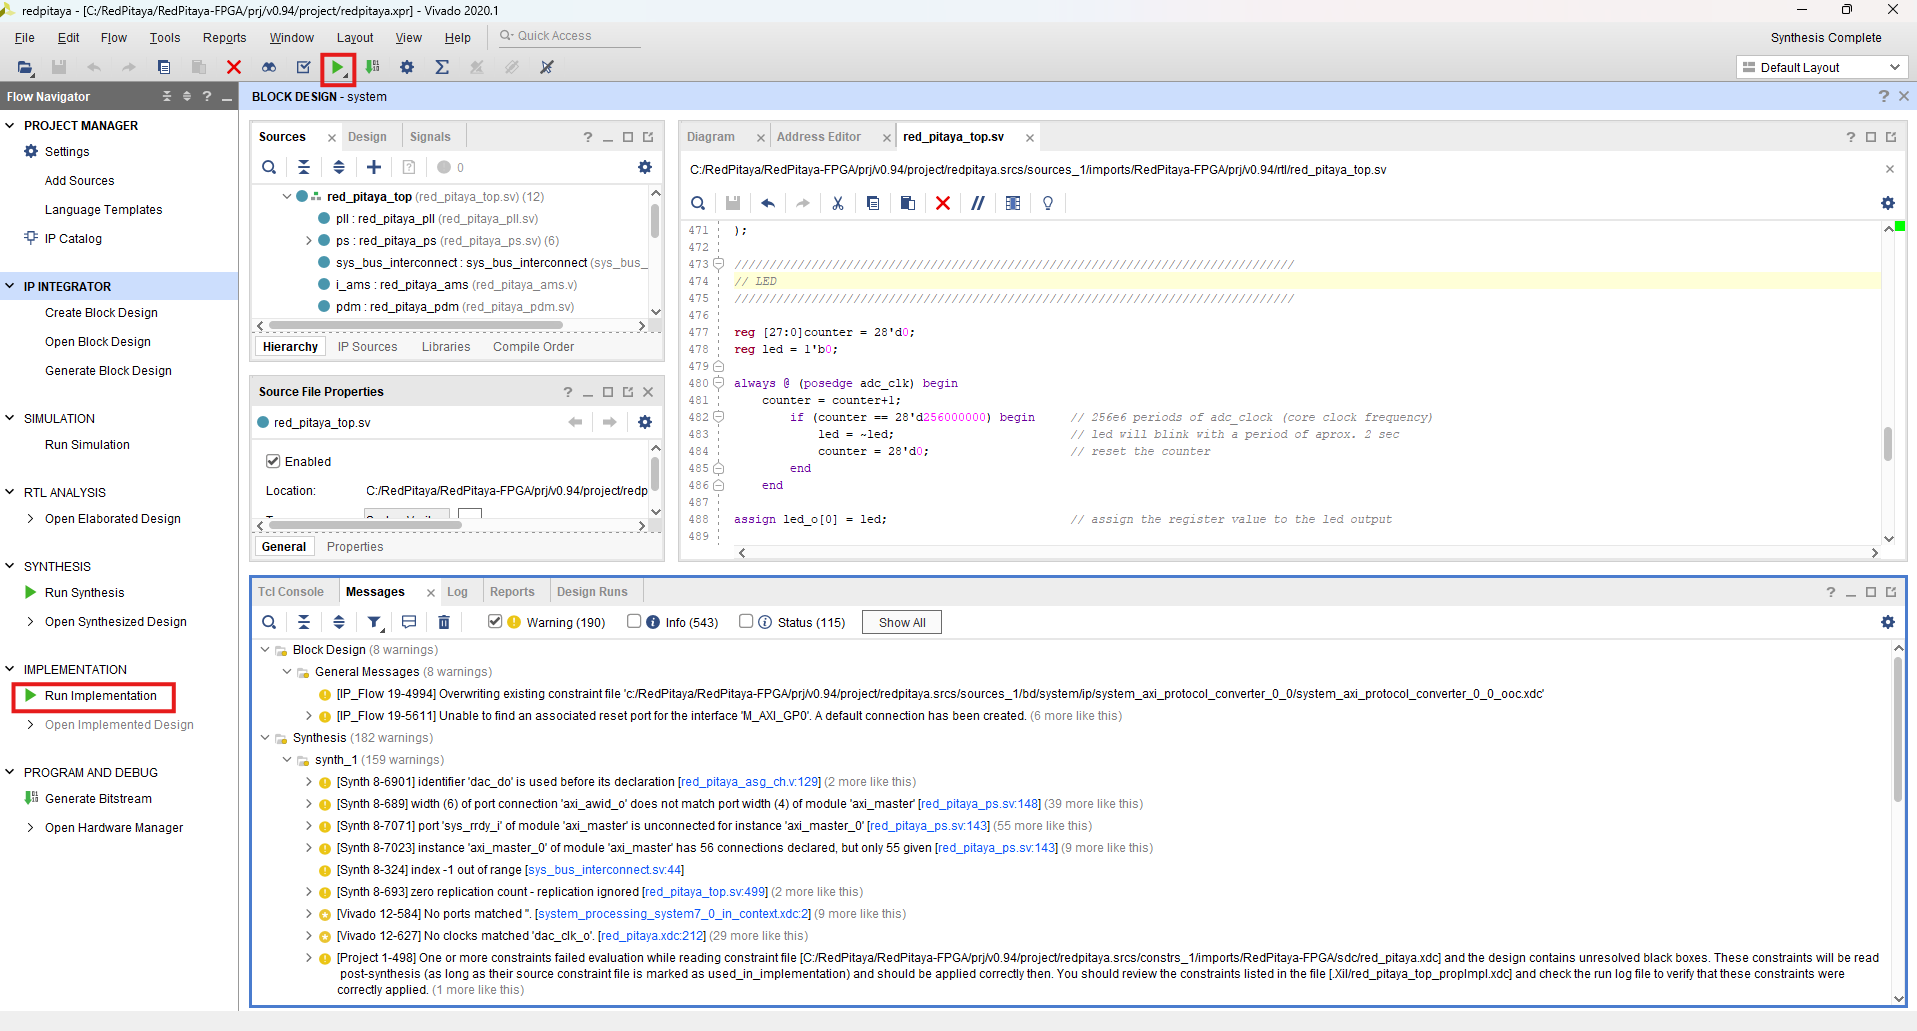 redpitaya - [C:/RedPitaya/RedPitaya-FPGA/prj/v0.94/project/redpitaya.xpr] - Vivado 2020.1
File Edit Flow Tools Reports Window Layout View Help Quick Access Synthesis Complete
Default Layout
Flow Navigator
BLOCK DESIGN - system
PROJECT MANAGER
Settings
Add Sources
Language Templates
IP Catalog
IP INTEGRATOR
Create Block Design
Open Block Design
Generate Block Design
SIMULATION
Run Simulation
RTL ANALYSIS
Open Elaborated Design
SYNTHESIS
Run Synthesis
Open Synthesized Design
IMPLEMENTATION
Run Implementation
Open Implemented Design
PROGRAM AND DEBUG
Generate Bitstream
Open Hardware Manager
Sources Design Signals
0
red_pitaya_top (red_pitaya_top.sv) (12)
pll : red_pitaya_pll (red_pitaya_pll.sv)
ps : red_pitaya_ps (red_pitaya_ps.sv) (6)
sys_bus_interconnect : sys_bus_interconnect (sys_bus_
i_ams : red_pitaya_ams (red_pitaya_ams.v)
pdm : red_pitaya_pdm (red_pitaya_pdm.sv)
Hierarchy IP Sources Libraries Compile Order
Source File Properties
red_pitaya_top.sv
Enabled
Location: C:/RedPitaya/RedPitaya-FPGA/prj/v0.94/project/redp
General Properties
Diagram Address Editor red_pitaya_top.sv
C:/RedPitaya/RedPitaya-FPGA/prj/v0.94/project/redpitaya.srcs/sources_1/imports/RedPitaya-FPGA/prj/v0.94/rtl/red_pitaya_top.sv
471 );
472
473 ////////////////////////////////////////////////////////////////////////////////
474 // LED
475 ////////////////////////////////////////////////////////////////////////////////
476
477 reg [27:0]counter = 28'd0;
478 reg led = 1'b0;
479
480 always @ (posedge adc_clk) begin
481 counter = counter+1;
482 if (counter == 28'd256000000) begin // 256e6 periods of adc_clock (core clock frequency)
483 led = ~led; // led will blink with a period of aprox. 2 sec
484 counter = 28'd0; // reset the counter
485 end
486 end
487
488 assign led_o[0] = led; // assign the register value to the led output
489
Tcl Console Messages Log Reports Design Runs
Warning (190) Info (543) Status (115) Show All
Block Design (8 warnings)
General Messages (8 warnings)
[IP_Flow 19-4994] Overwriting existing constraint file 'c:/RedPitaya/RedPitaya-FPGA/prj/v0.94/project/redpitaya.srcs/sources_1/bd/system/ip/system_axi_protocol_converter_0_0/system_axi_protocol_converter_0_0_ooc.xdc'
[IP_Flow 19-5611] Unable to find an associated reset port for the interface 'M_AXI_GP0'. A default connection has been created. (6 more like this)
Synthesis (182 warnings)
synth_1 (159 warnings)
[Synth 8-6901] identifier 'dac_do' is used before its declaration [red_pitaya_asg_ch.v:129] (2 more like this)
[Synth 8-689] width (6) of port connection 'axi_awid_o' does not match port width (4) of module 'axi_master' [red_pitaya_ps.sv:148] (39 more like this)
[Synth 8-7071] port 'sys_rrdy_i' of module 'axi_master' is unconnected for instance 'axi_master_0' [red_pitaya_ps.sv:143] (55 more like this)
[Synth 8-7023] instance 'axi_master_0' of module 'axi_master' has 56 connections declared, but only 55 given [red_pitaya_ps.sv:143] (9 more like this)
[Synth 8-324] index -1 out of range [sys_bus_interconnect.sv:44]
[Synth 8-693] zero replication count - replication ignored [red_pitaya_top.sv:499] (2 more like this)
[Vivado 12-584] No ports matched ''. [system_processing_system7_0_in_context.xdc:2] (9 more like this)
[Vivado 12-627] No clocks matched 'dac_clk_o'. [red_pitaya.xdc:212] (29 more like this)
[Project 1-498] One or more constraints failed evaluation while reading constraint file [C:/RedPitaya/RedPitaya-FPGA/prj/v0.94/project/redpitaya.srcs/constrs_1/imports/RedPitaya-FPGA/sdc/red_pitaya.xdc] and the design contains unresolved black boxes. These constraints will be read
post-synthesis (as long as their source constraint file is marked as used_in_implementation) and should be applied correctly then. You should review the constraints listed in the file [.Xil/red_pitaya_top_propImpl.xdc] and check the run log file to verify that these constraints were
correctly applied. (1 more like this)